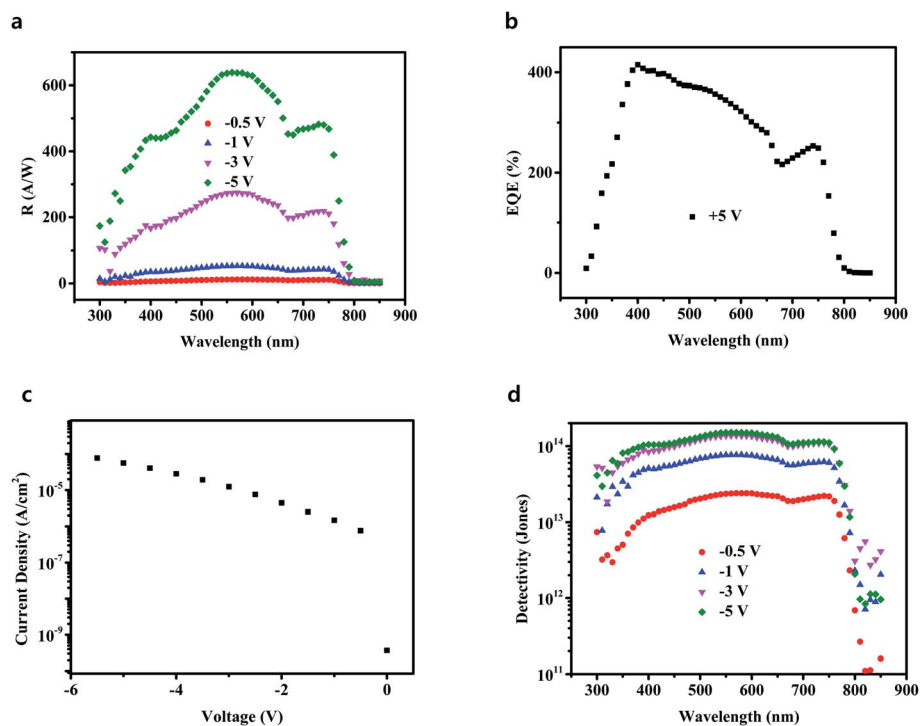 a
600
400
200
0
R (A/W)
-0.5 V
-1 V
-3 V
-5 V
300 400 500 600 700 800 900
Wavelength (nm)
b
400
200
0
EQE (%)
+5 V
300 400 500 600 700 800 900
Wavelength (nm)
c
10⁻⁵
10⁻⁷
10⁻⁹
Current Density (A/cm²)
-6 -4 -2 0
Voltage (V)
d
10¹⁴
10¹³
10¹²
10¹¹
Detectivity (Jones)
-0.5 V
-1 V
-3 V
-5 V
300 400 500 600 700 800 900
Wavelength (nm)